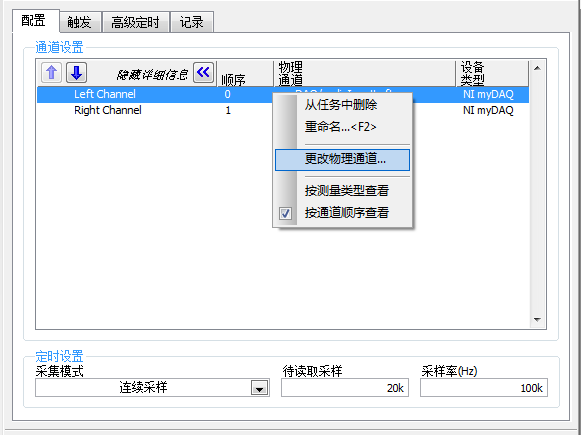 配置 触发 高级定时 记录
通道设置
隐藏详细信息 顺序 物理通道 设备类型
Left Channel 0 NI myDAQ
Right Channel 1 NI myDAQ
从任务中删除
重命名...<F2>
更改物理通道...
按测量类型查看
按通道顺序查看
定时设置
采集模式 待读取采样 采样率(Hz)
连续采样 20k 100k